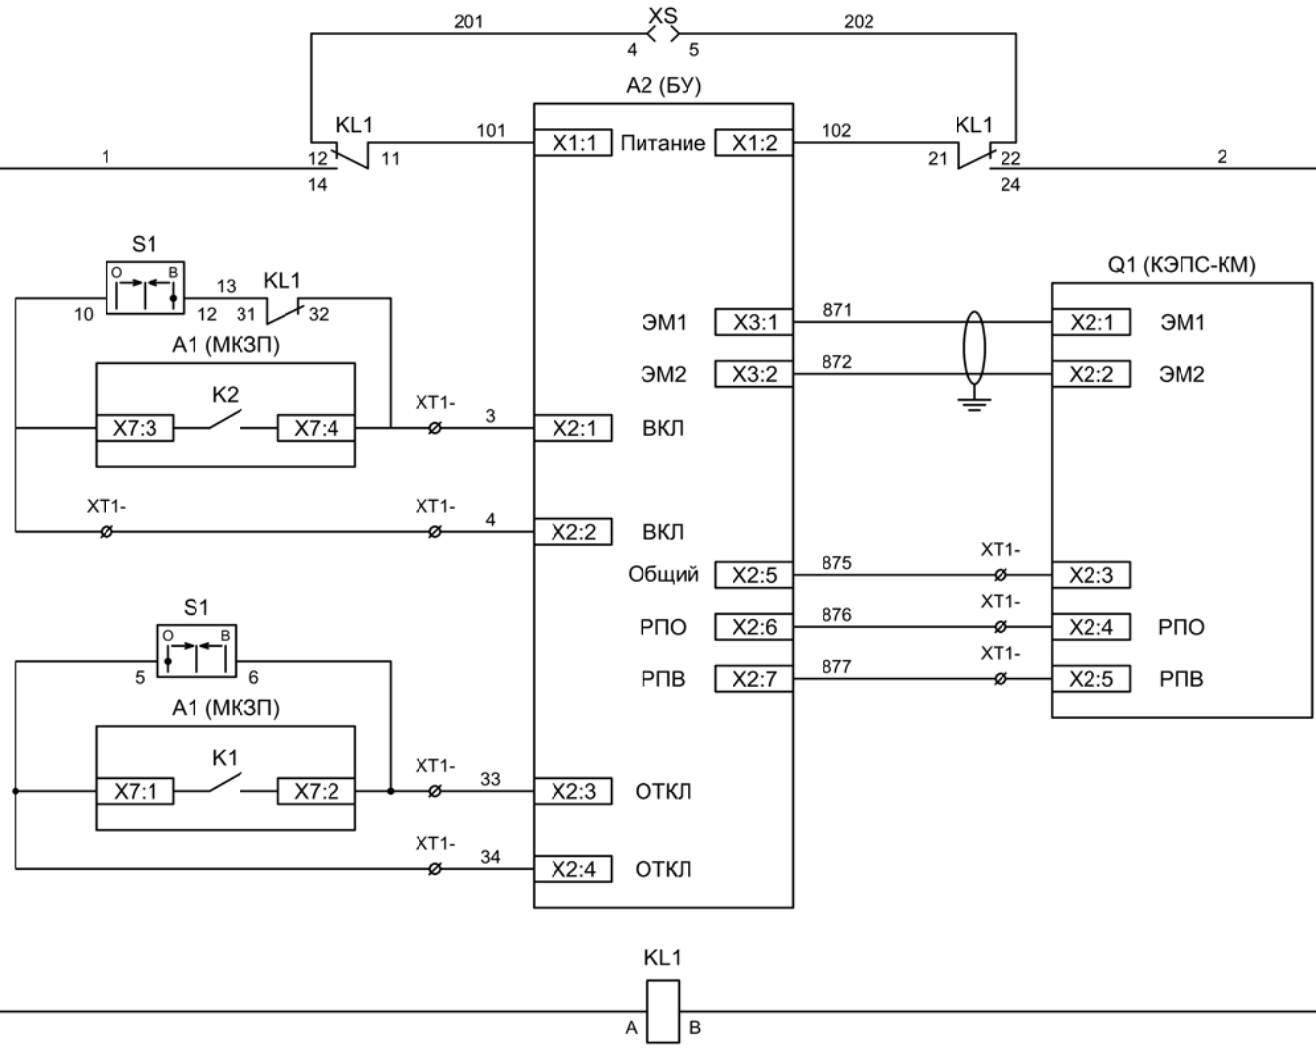 201 XS 202
4 5
A2 (БУ)
KL1 101 X1:1 Питание X1:2 102 KL1
1 12 11 21 22 2
14 24
S1
O B
Q1 (КЭПС-КМ)
13 KL1
10 12 31 32
ЭМ1 X3:1 871 X2:1 ЭМ1
A1 (МКЗП)
ЭМ2 X3:2 872 X2:2 ЭМ2
K2 XT1- 3
X7:3 X7:4 X2:1 ВКЛ
XT1- XT1- 4
X2:2 ВКЛ
XT1-
Общий X2:5 875 X2:3
S1 XT1-
O B РПО X2:6 876 X2:4 РПО
XT1-
5 6 РПВ X2:7 877 X2:5 РПВ
A1 (МКЗП)
K1 XT1- 33
X7:1 X7:2 X2:3 ОТКЛ
XT1- 34
X2:4 ОТКЛ
KL1
A B